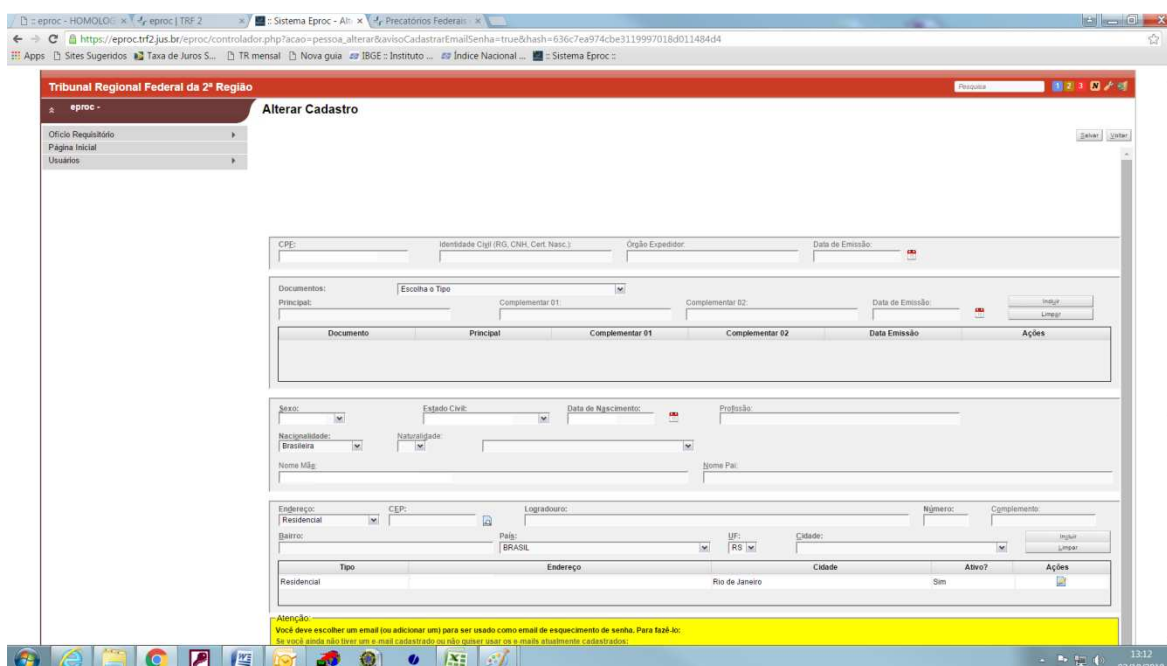 :: eproc - HOMOLOG
eproc | TRF 2
:: Sistema Eproc - Alt
Precatórios Federais
https://eproc.trf2.jus.br/eproc/controlador.php?acao=pessoa_alterar&avisoCadastrarEmailSenha=true&hash=636c7ea974cbe3119997018d011484d4
Apps Sites Sugeridos Taxa de Juros S... TR mensal Nova guia IBGE :: Instituto ... Índice Nacional ... :: Sistema Eproc ::
Tribunal Regional Federal da 2ª Região
Pesquisa
1 2 3 N
eproc -
Alterar Cadastro
Ofício Requisitório
Página Inicial
Usuários
Salvar Voltar
CPF: Identidade Civil (RG, CNH, Cert. Nasc.): Órgão Expedidor: Data de Emissão:
Documentos: Escolha o Tipo
Principal: Complementar 01: Complementar 02: Data de Emissão: Incluir
Limpar
Documento Principal Complementar 01 Complementar 02 Data Emissão Ações
Sexo: Estado Civil: Data de Nascimento: Profissão:
Nacionalidade: Naturalidade:
Brasileira
Nome Mãe: Nome Pai:
Endereço: CEP: Logradouro: Número: Complemento:
Residencial
Bairro: País: UF: Cidade: Incluir
BRASIL RS Limpar
Tipo Endereço Cidade Ativo? Ações
Residencial Rio de Janeiro Sim
Atenção:
Você deve escolher um email (ou adicionar um) para ser usado como email de esquecimento de senha. Para fazê-lo:
Se você ainda não tiver um e-mail cadastrado ou não quiser usar os e-mails atualmente cadastrados:
13:12